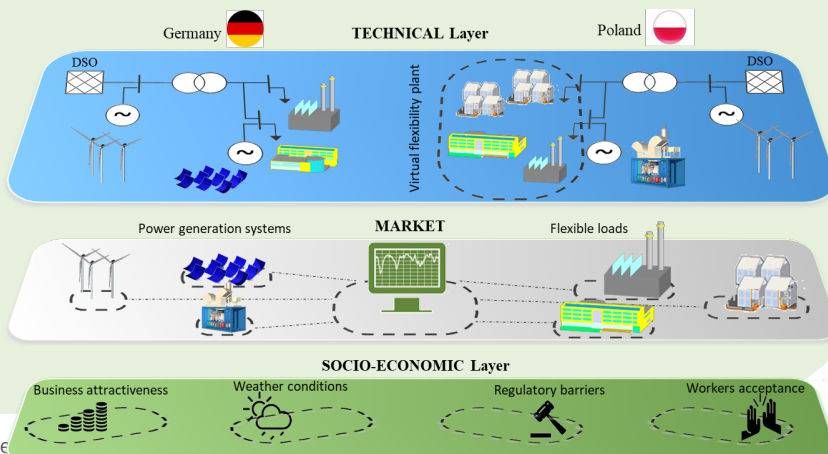 Germany
TECHNICAL Layer
Poland
DSO
DSO
Virtual flexibility plant
~
~
~
~
MARKET
Power generation systems
Flexible loads
SOCIO-ECONOMIC Layer
Business attractiveness
Weather conditions
Regulatory barriers
Workers acceptance